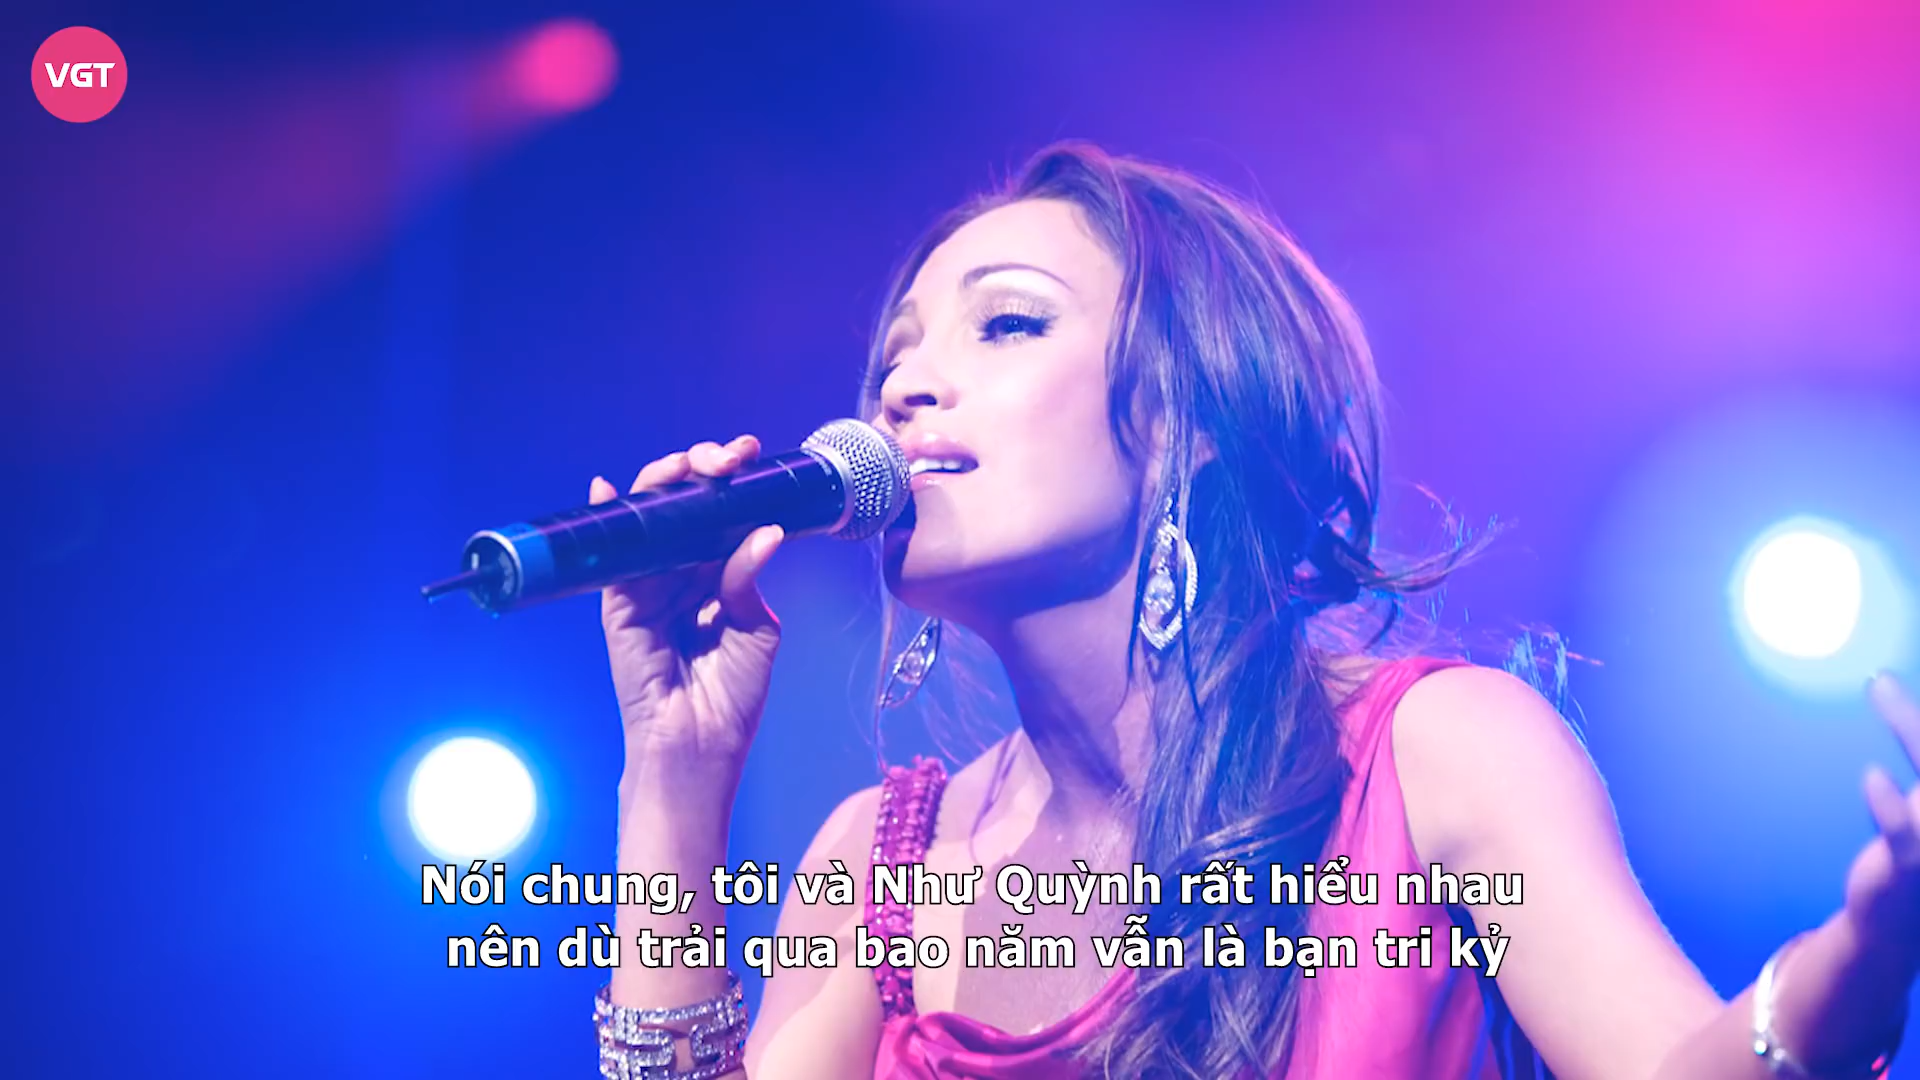 VGT
Nói chung, tôi và Như Quỳnh rất hiểu nhau
nên dù trải qua bao năm vẫn là bạn tri kỷ